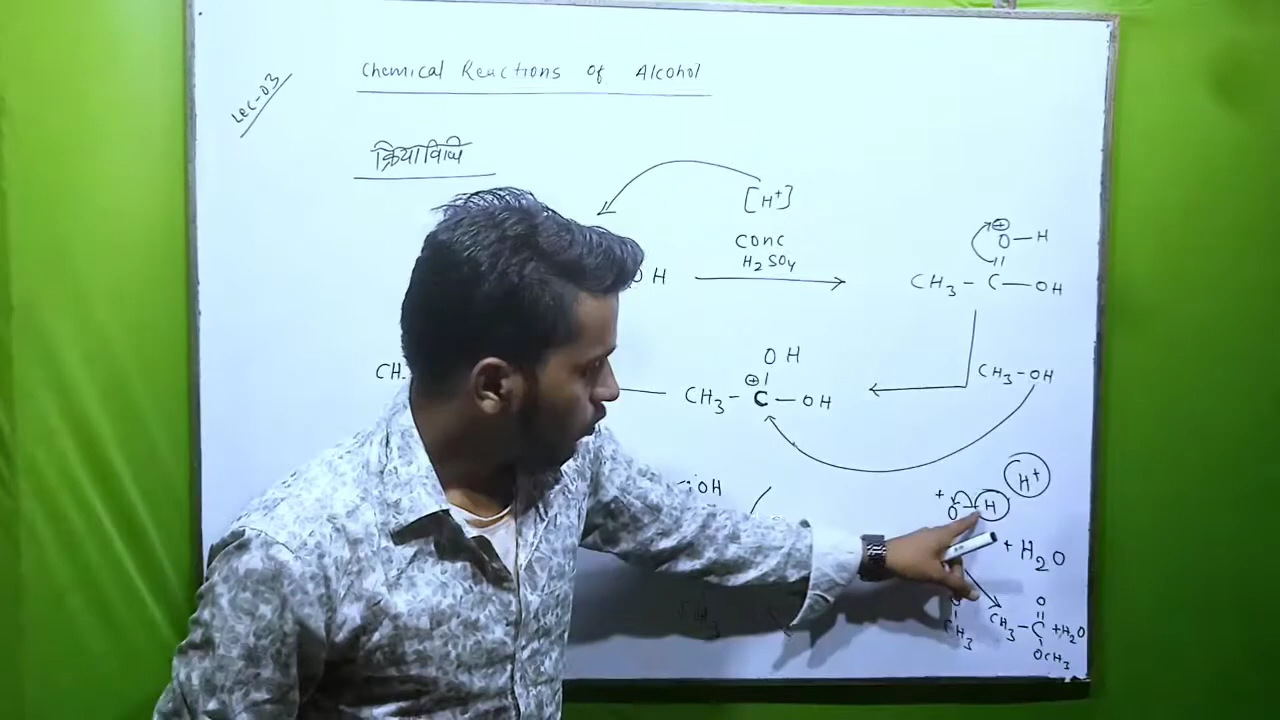 Lec-03
Chemical Reactions of Alcohol
क्रियाविधि
[H⁺]
OH
Conc
H₂SO₄
⊕
O—H
||
CH₃—C—OH
CH₃—OH
OH
⊕ |
CH₃—C—OH
CH
OH
H⁺
+
O—H
+ H₂O
CH₃
O
||
CH₃—C + H₂O
|
OCH₃